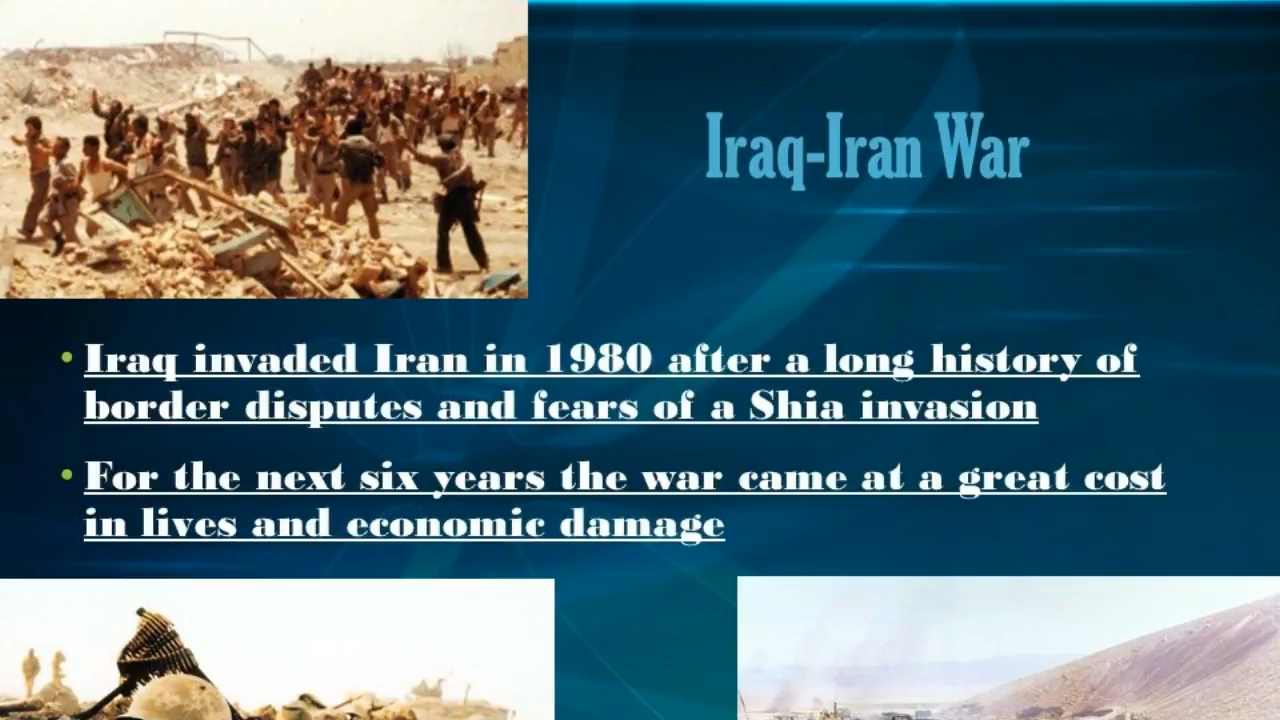 Iraq-Iran War
• Iraq invaded Iran in 1980 after a long history of
border disputes and fears of a Shia invasion
• For the next six years the war came at a great cost
in lives and economic damage